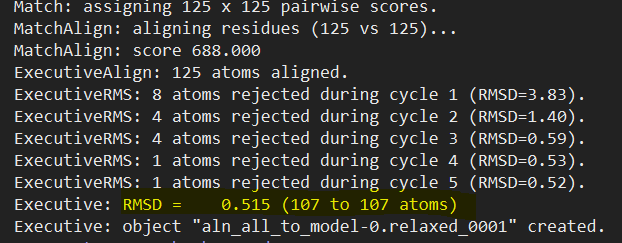 Match: assigning 125 x 125 pairwise scores.
MatchAlign: aligning residues (125 vs 125)...
MatchAlign: score 688.000
ExecutiveAlign: 125 atoms aligned.
ExecutiveRMS: 8 atoms rejected during cycle 1 (RMSD=3.83).
ExecutiveRMS: 4 atoms rejected during cycle 2 (RMSD=1.40).
ExecutiveRMS: 4 atoms rejected during cycle 3 (RMSD=0.59).
ExecutiveRMS: 1 atoms rejected during cycle 4 (RMSD=0.53).
ExecutiveRMS: 1 atoms rejected during cycle 5 (RMSD=0.52).
Executive: RMSD =    0.515 (107 to 107 atoms)
Executive: object "aln_all_to_model-0.relaxed_0001" created.